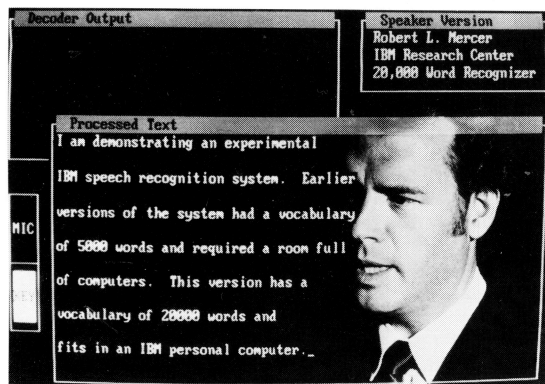 Decoder Output
Speaker Version
Robert L. Mercer
IBM Research Center
20,000 Word Recognizer
Processed Text
I am demonstrating an experimental
IBM speech recognition system. Earlier
versions of the system had a vocabulary
of 5000 words and required a room full
of computers. This version has a
vocabulary of 20000 words and
fits in an IBM personal computer._
MIC